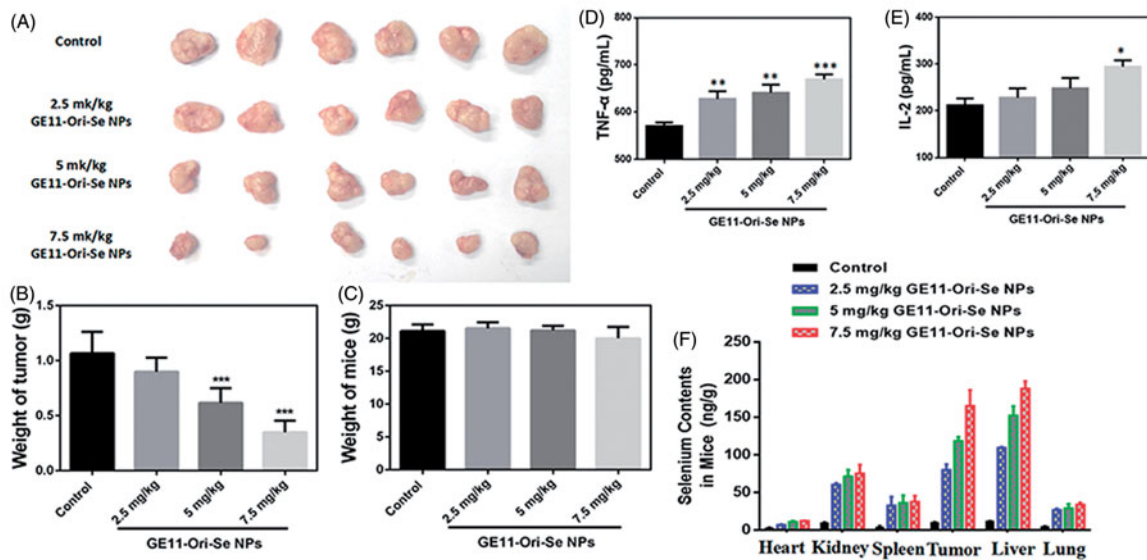 (A)
Control
2.5 mk/kg
GE11-Ori-Se NPs
5 mk/kg
GE11-Ori-Se NPs
7.5 mk/kg
GE11-Ori-Se NPs
(B)
Weight of tumor (g)
1.5
1.0
0.5
0.0
***
***
Control
2.5 mg/kg
5 mg/kg
7.5 mg/kg
GE11-Ori-Se NPs
(C)
Weight of mice (g)
25
20
15
10
5
0
Control
2.5 mg/kg
5 mg/kg
7.5 mg/kg
GE11-Ori-Se NPs
(D)
TNF-α (pg/mL)
800
700
600
500
**
**
***
Control
2.5 mg/kg
5 mg/kg
7.5 mg/kg
GE11-Ori-Se NPs
(E)
IL-2 (pg/mL)
400
300
200
100
*
Control
2.5 mg/kg
5 mg/kg
7.5 mg/kg
GE11-Ori-Se NPs
Control
2.5 mg/kg GE11-Ori-Se NPs
5 mg/kg GE11-Ori-Se NPs
7.5 mg/kg GE11-Ori-Se NPs
(F)
Selenium Contents
in Mice (ng/g)
200
150
100
50
0
Heart Kidney Spleen Tumor Liver Lung